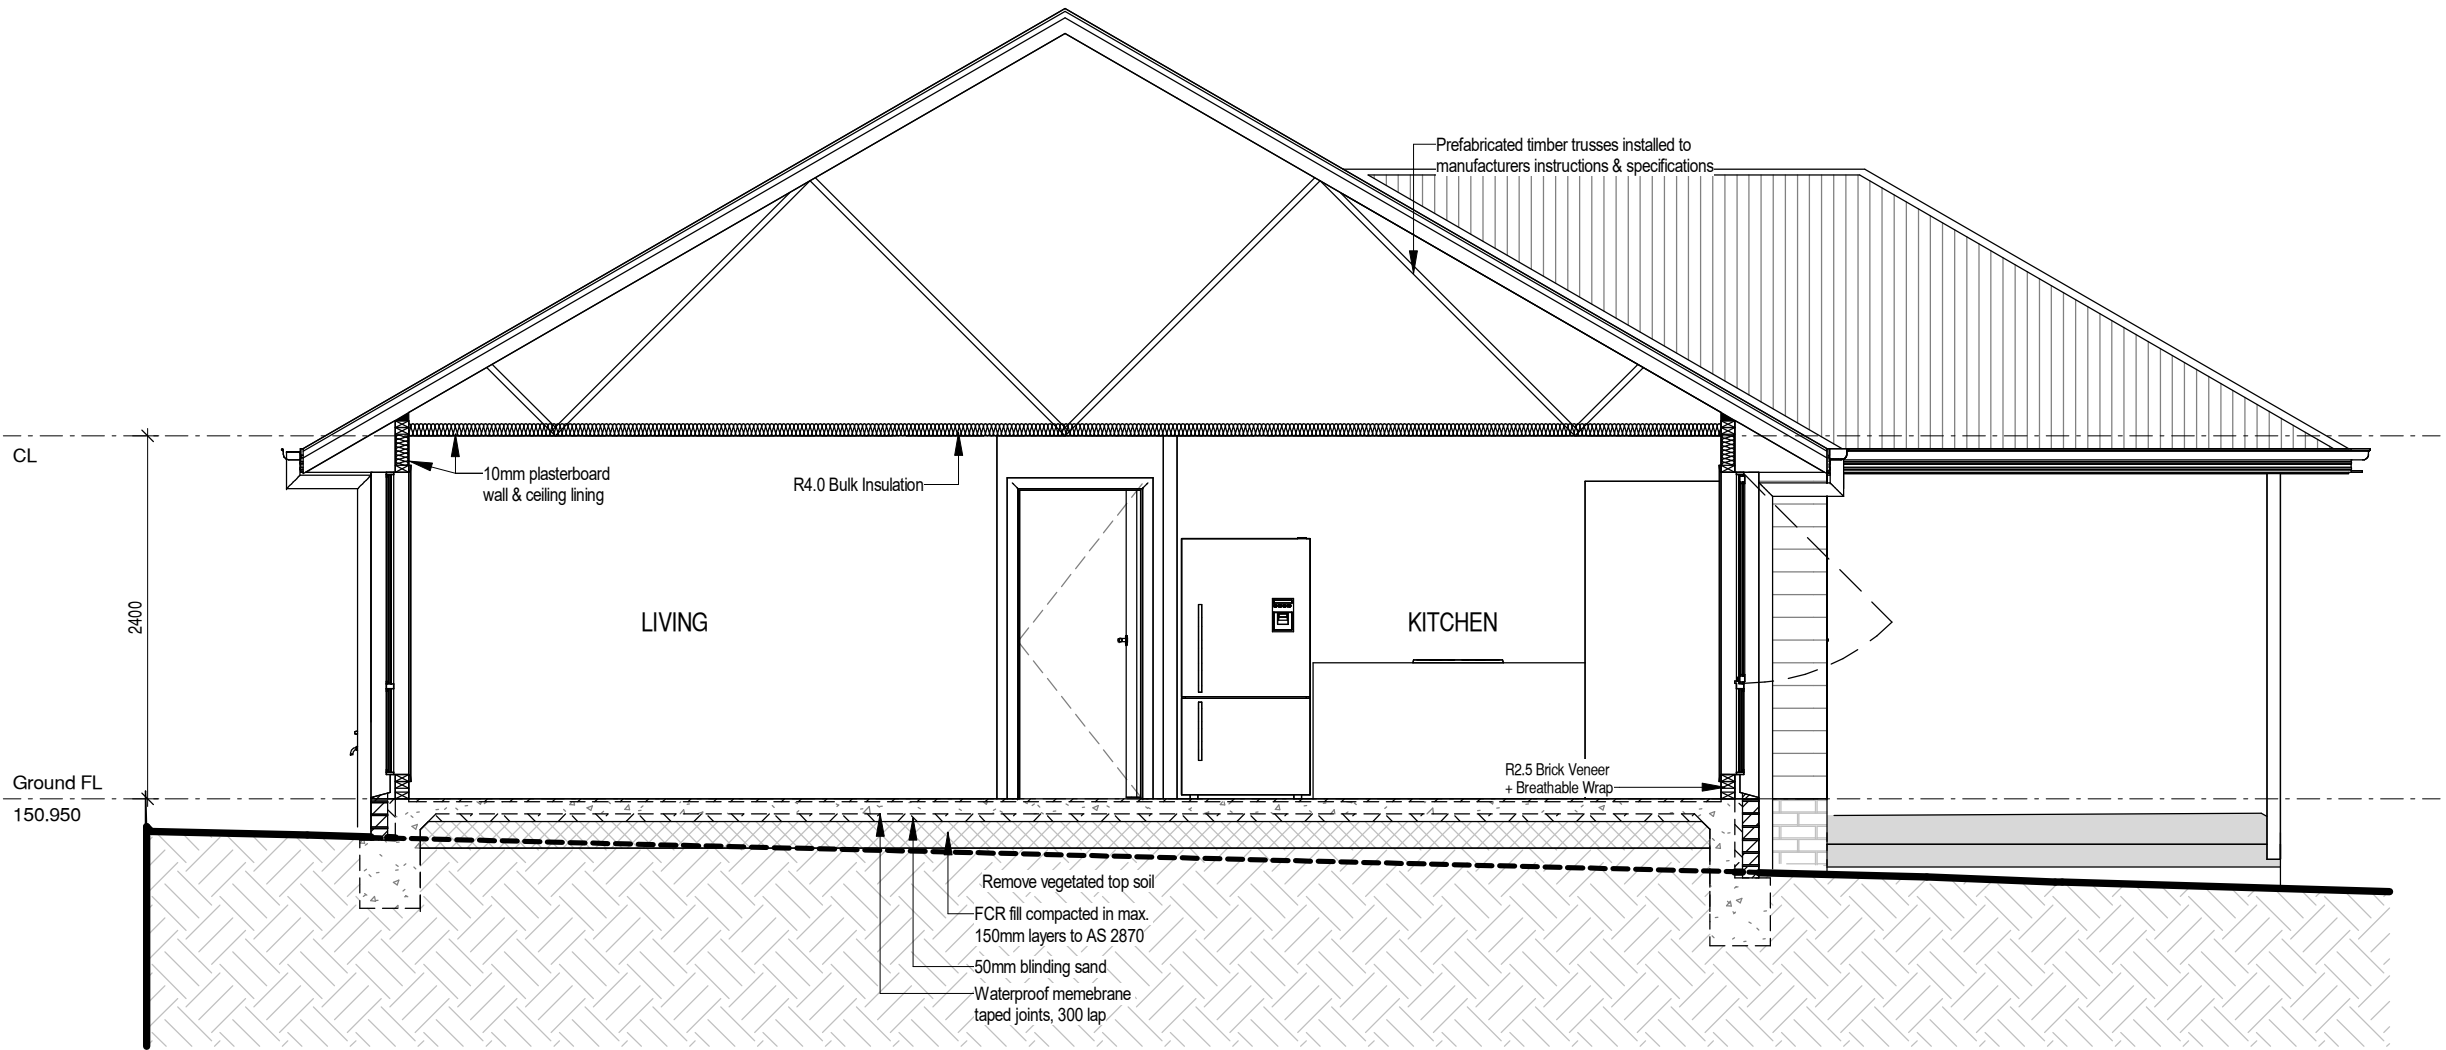 Prefabricated timber trusses installed to
manufacturers instructions & specifications
CL
10mm plasterboard
wall & ceiling lining
R4.0 Bulk Insulation
2400
LIVING
KITCHEN
R2.5 Brick Veneer
+ Breathable Wrap
Ground FL
150.950
Remove vegetated top soil
FCR fill compacted in max.
150mm layers to AS 2870
50mm blinding sand
Waterproof memebrane
taped joints, 300 lap